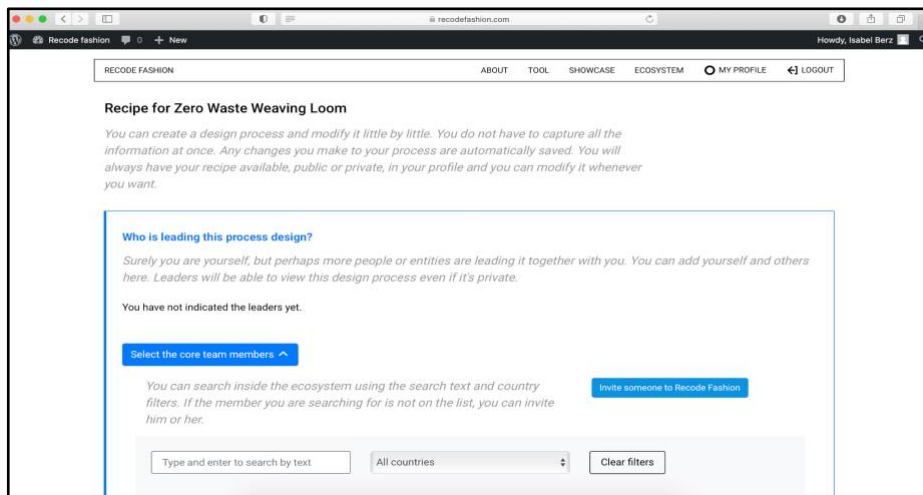 recodefashion.com
Recode fashion 0 + New Howdy, Isabel Berz
RECODE FASHION ABOUT TOOL SHOWCASE ECOSYSTEM MY PROFILE LOGOUT
Recipe for Zero Waste Weaving Loom
You can create a design process and modify it little by little. You do not have to capture all the
information at once. Any changes you make to your process are automatically saved. You will
always have your recipe available, public or private, in your profile and you can modify it whenever
you want.
Who is leading this process design?
Surely you are yourself, but perhaps more people or entities are leading it together with you. You can add yourself and others
here. Leaders will be able to view this design process even if it's private.
You have not indicated the leaders yet.
Select the core team members
You can search inside the ecosystem using the search text and country
filters. If the member you are searching for is not on the list, you can invite
him or her.
Invite someone to Recode Fashion
Type and enter to search by text All countries Clear filters